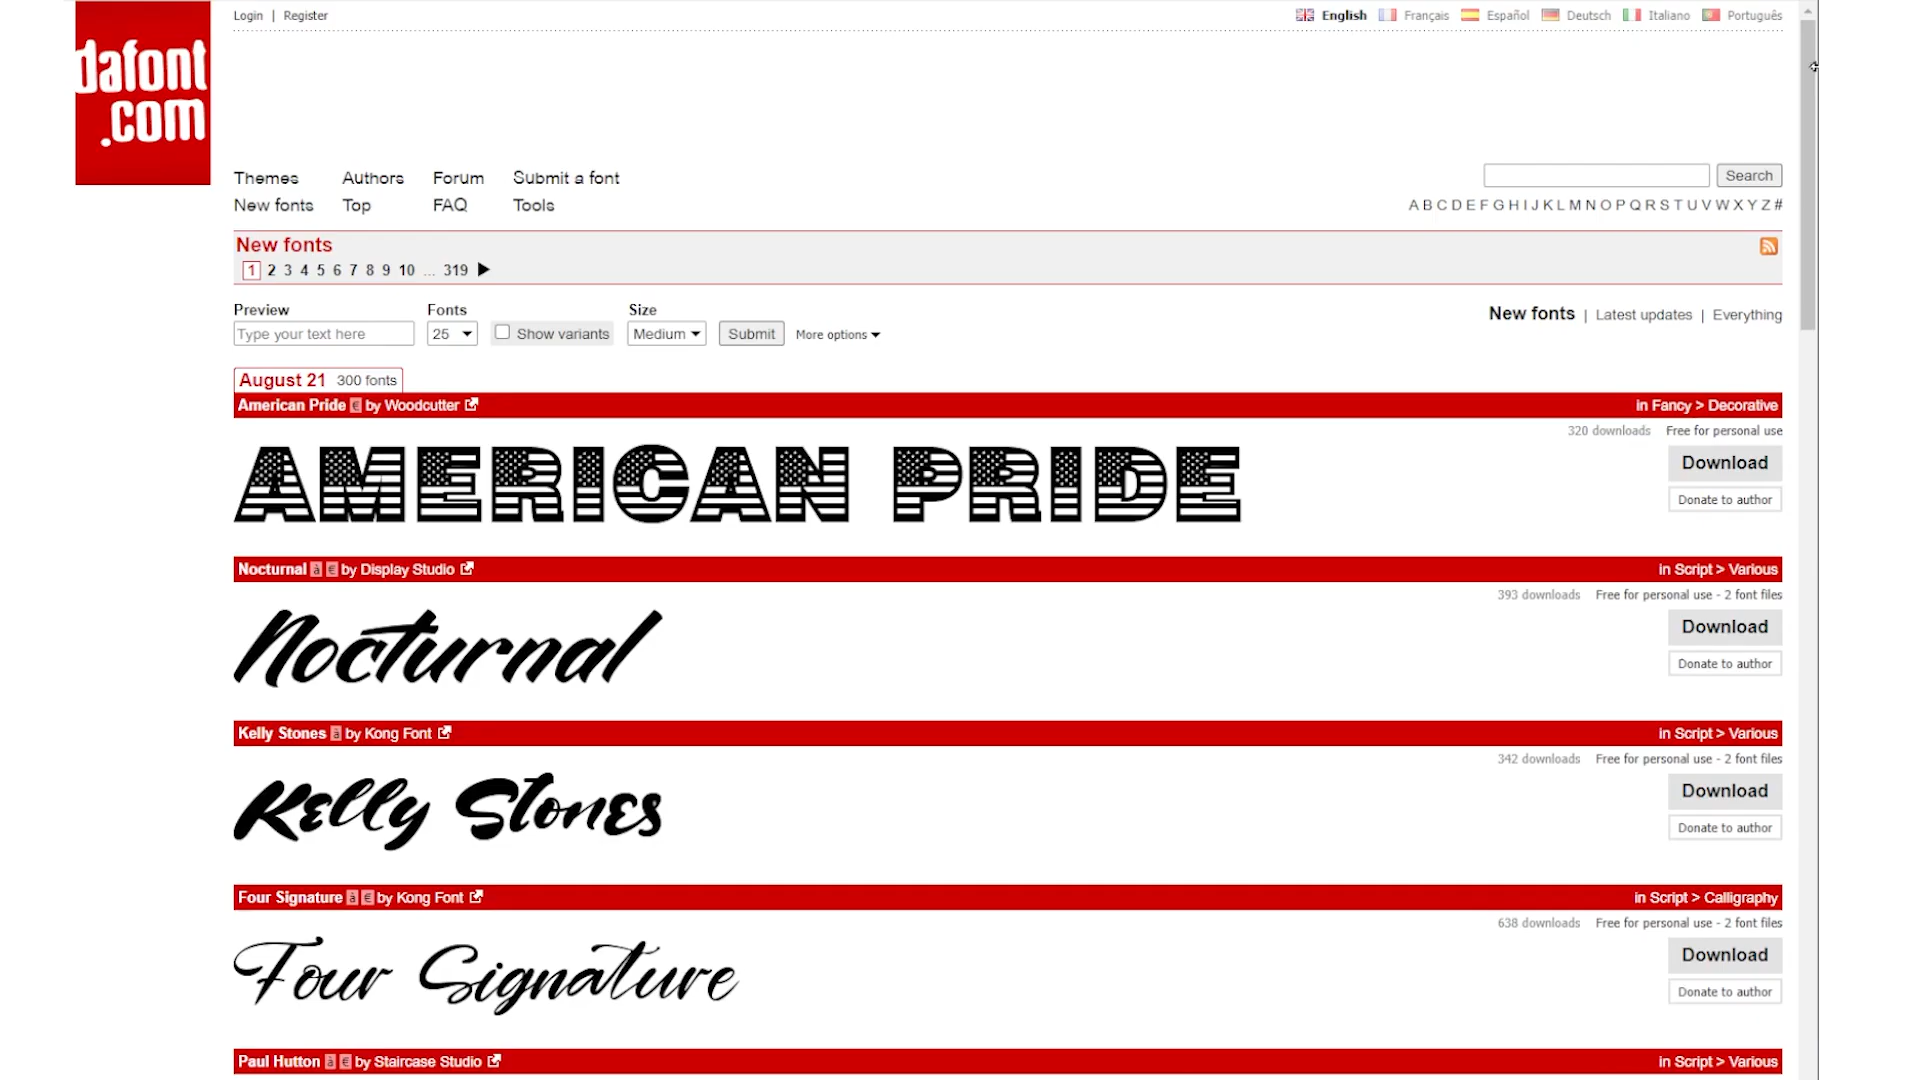 Login | Register
English Français Español Deutsch Italiano Português
dafont
.com
Themes Authors Forum Submit a font
Search
New fonts Top FAQ Tools
A B C D E F G H I J K L M N O P Q R S T U V W X Y Z #
New fonts
1 2 3 4 5 6 7 8 9 10 ... 319
Preview Fonts Size
Type your text here 25 Show variants Medium Submit More options
New fonts | Latest updates | Everything
August 21 300 fonts
American Pride € by Woodcutter in Fancy > Decorative
320 downloads Free for personal use
AMERICAN PRIDE
Download
Donate to author
Nocturnal à € by Display Studio in Script > Various
393 downloads Free for personal use - 2 font files
Nocturnal
Download
Donate to author
Kelly Stones à by Kong Font in Script > Various
342 downloads Free for personal use - 2 font files
Kelly Stones
Download
Donate to author
Four Signature à € by Kong Font in Script > Calligraphy
638 downloads Free for personal use - 2 font files
Four Signature
Download
Donate to author
Paul Hutton à € by Staircase Studio in Script > Various